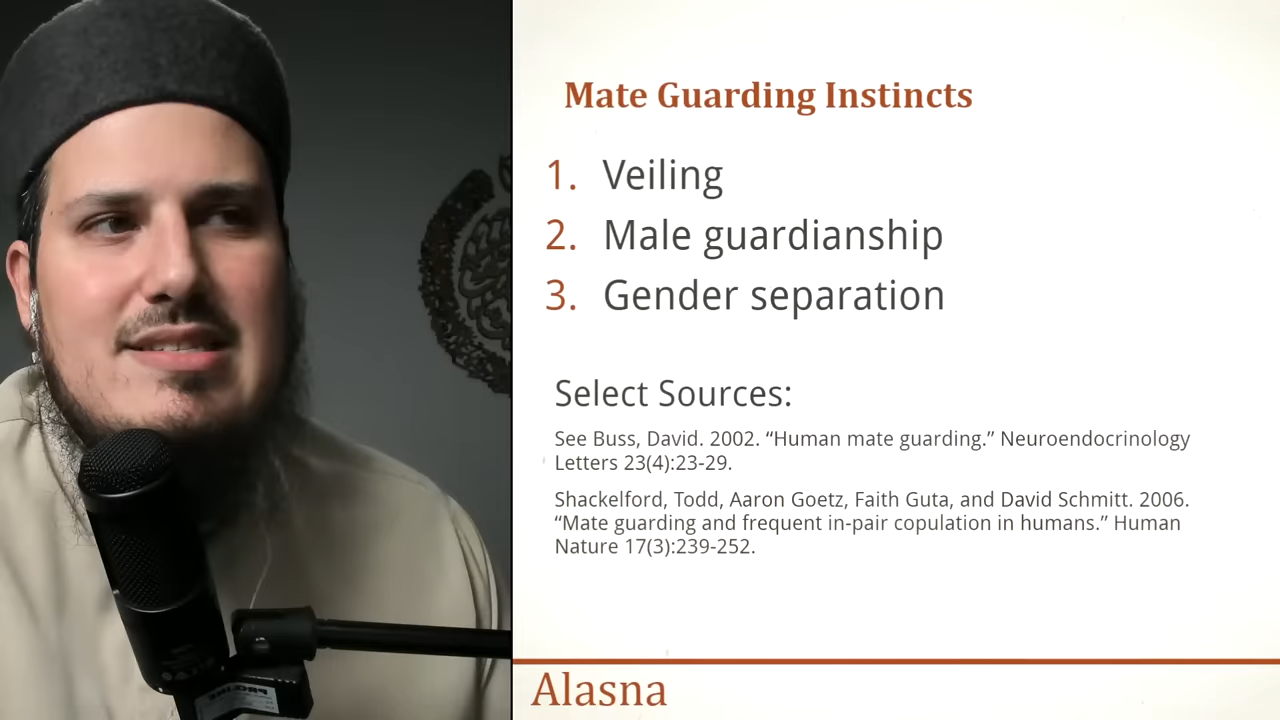 Mate Guarding Instincts
1. Veiling
2. Male guardianship
3. Gender separation
Select Sources:
See Buss, David. 2002. “Human mate guarding.” Neuroendocrinology
Letters 23(4):23-29.
Shackelford, Todd, Aaron Goetz, Faith Guta, and David Schmitt. 2006.
“Mate guarding and frequent in-pair copulation in humans.” Human
Nature 17(3):239-252.
Alasna